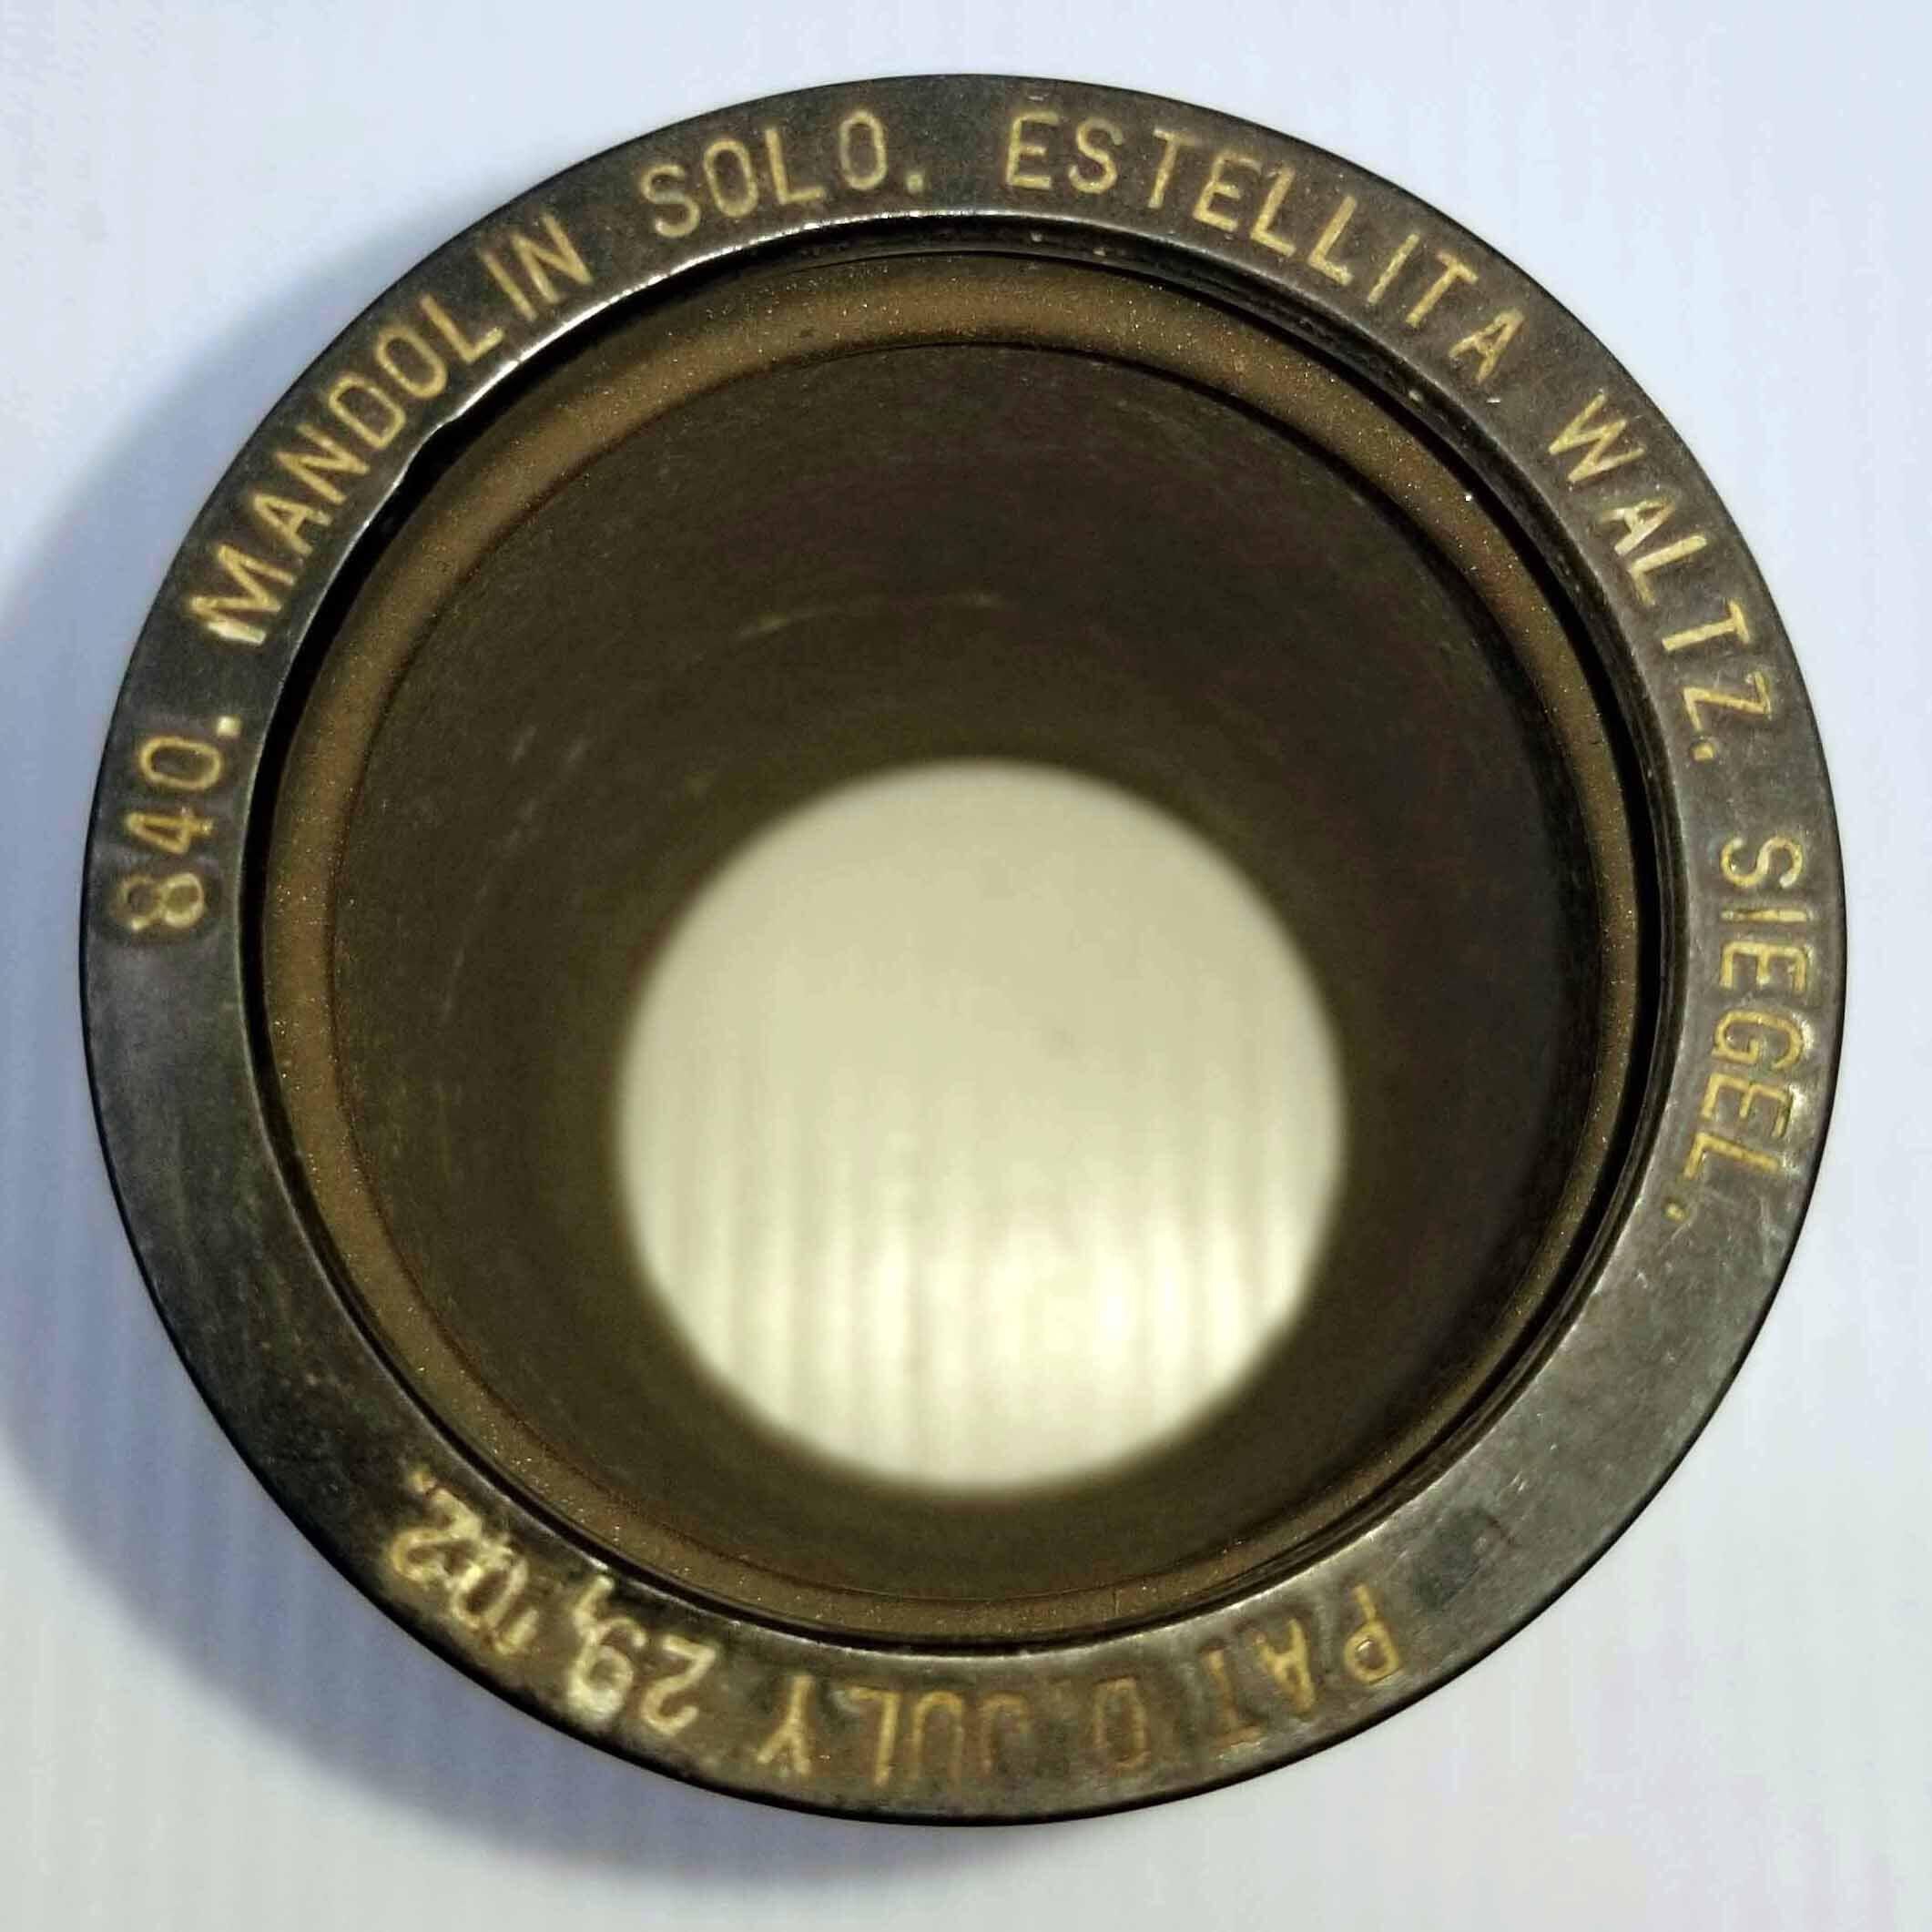 840. MANDOLIN SOLO. ESTELLITA WALTZ. SIEGEL.
PAT'D. JULY 29, '02.